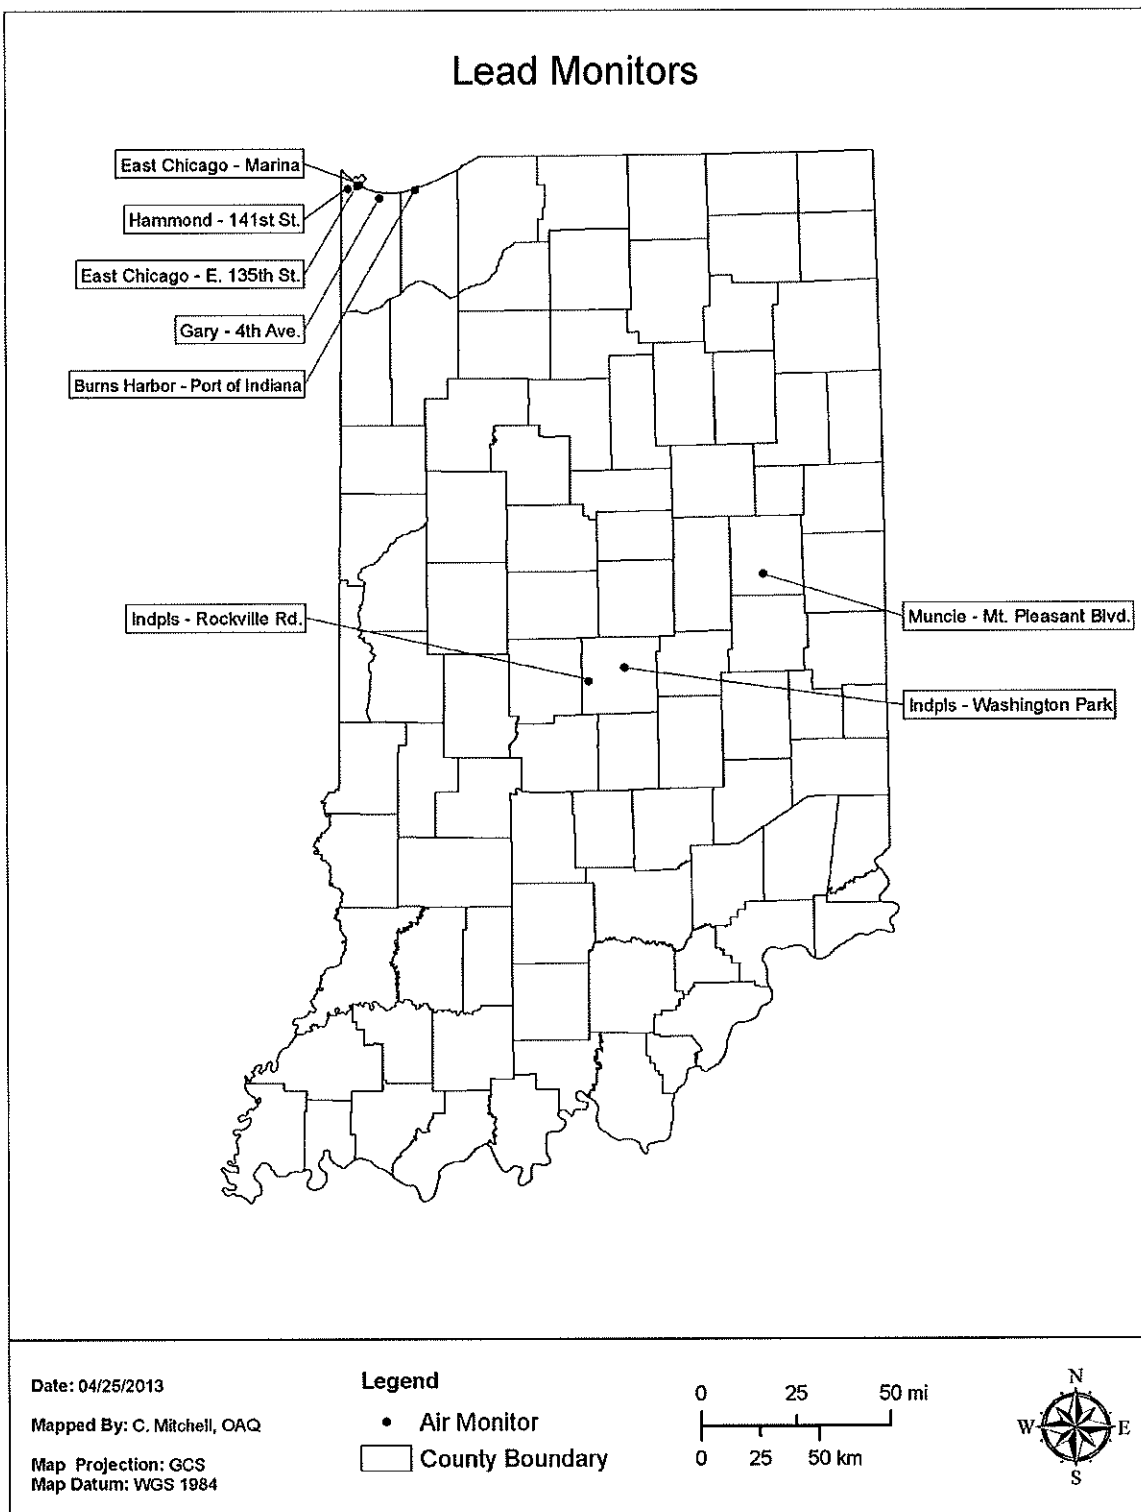 Lead Monitors
East Chicago - Marina
Hammond - 141st St.
East Chicago - E. 135th St.
Gary - 4th Ave.
Burns Harbor - Port of Indiana
Indpls - Rockville Rd.
Muncie - Mt. Pleasant Blvd.
Indpls - Washington Park
Date: 04/25/2013
Mapped By: C. Mitchell, OAQ
Map Projection: GCS
Map Datum: WGS 1984
Legend
Air Monitor
County Boundary
0 25 50 mi
0 25 50 km
N
W E
S